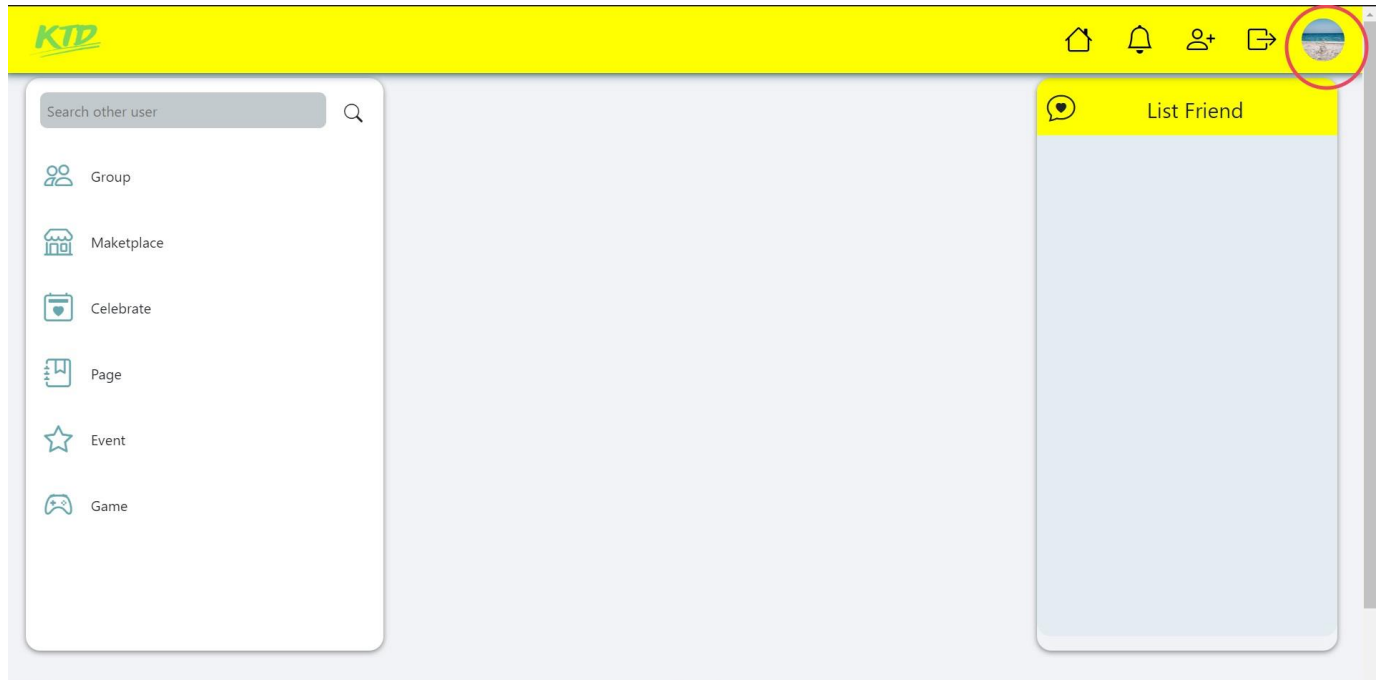 KTD
Search other user
List Friend
Group
Maketplace
Celebrate
Page
Event
Game